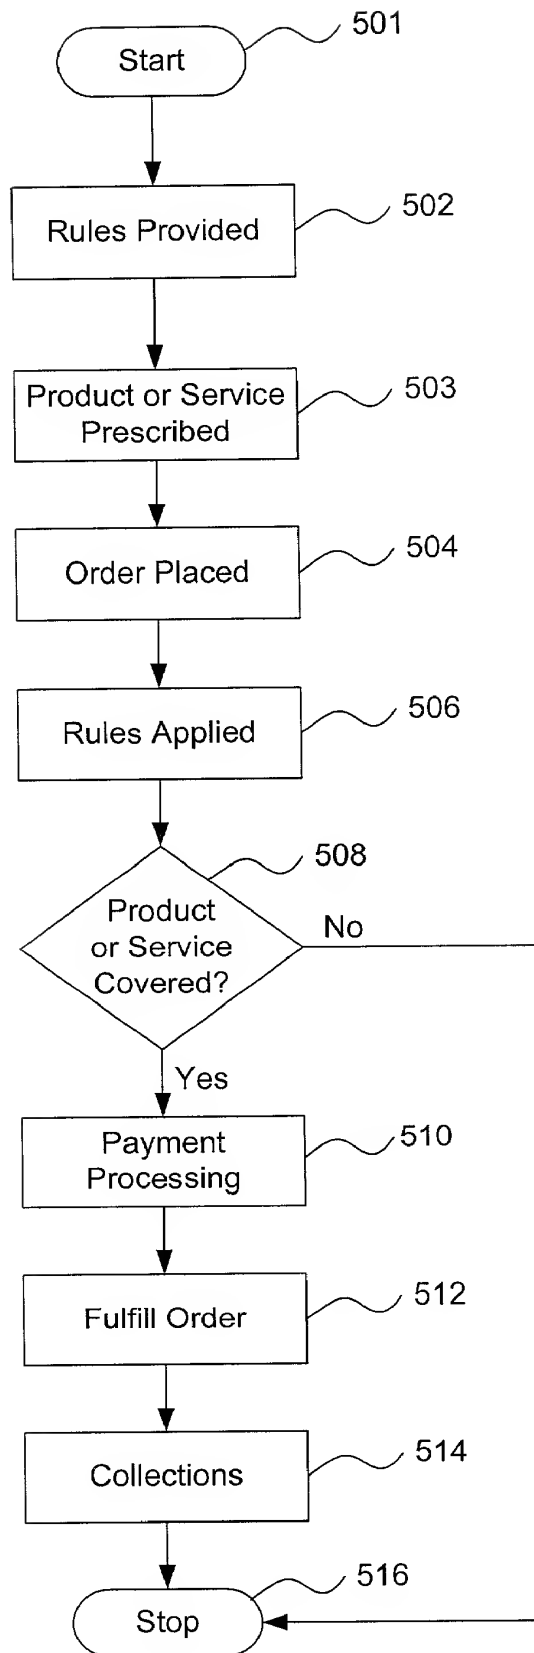 501
Start
502
Rules Provided
503
Product or Service
Prescribed
504
Order Placed
506
Rules Applied
508
Product
or Service
Covered?
No
Yes
510
Payment
Processing
512
Fulfill Order
514
Collections
516
Stop